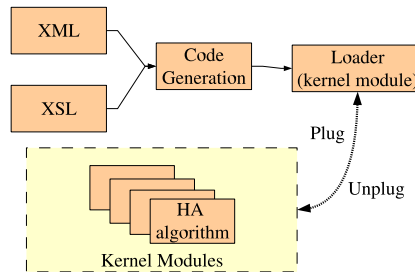 XML
XSL
Code
Generation
Loader
(kernel module)
Plug
Unplug
HA
algorithm
Kernel Modules